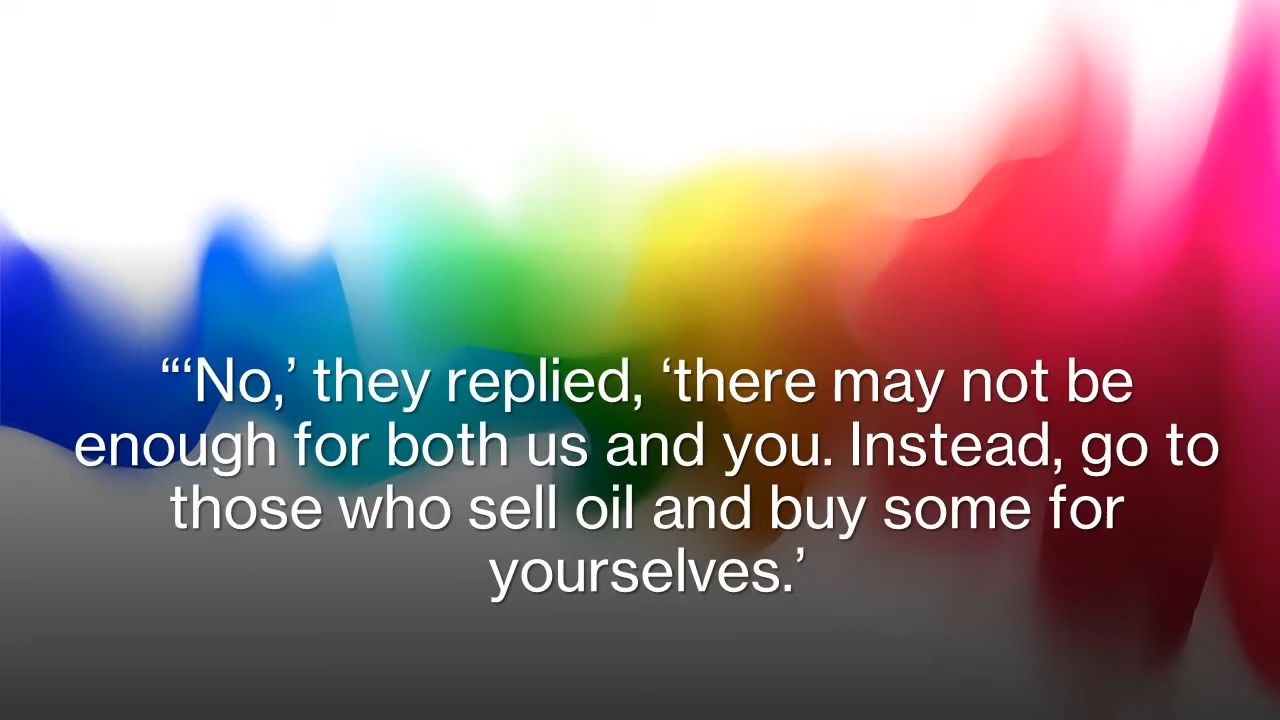 “‘No,’ they replied, ‘there may not be
enough for both us and you. Instead, go to
those who sell oil and buy some for
yourselves.’